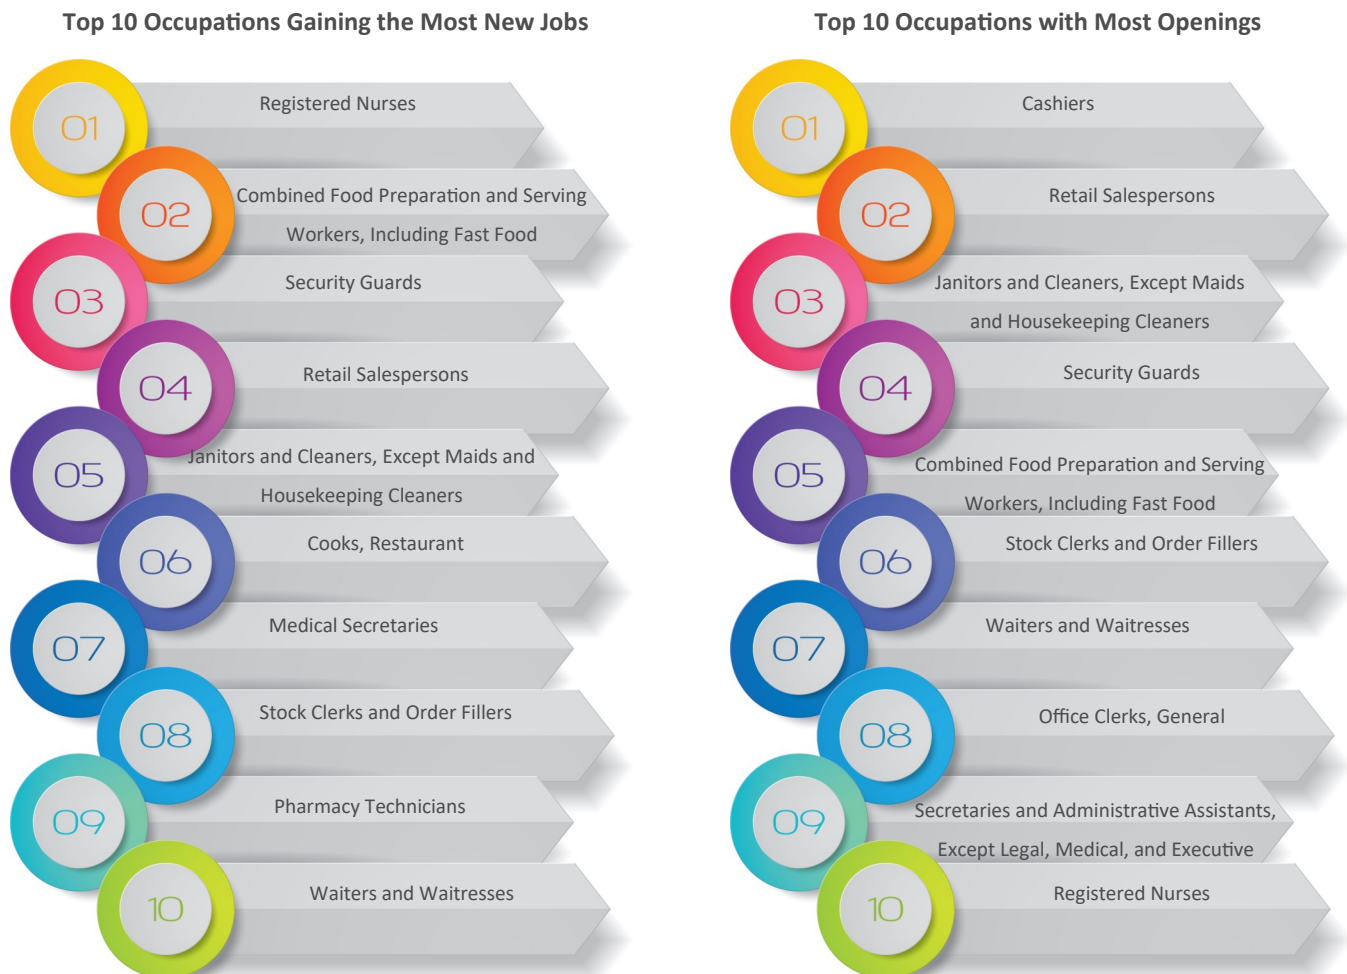 Top 10 Occupations Gaining the Most New Jobs
01
Registered Nurses
02
Combined Food Preparation and Serving
Workers, Including Fast Food
03
Security Guards
04
Retail Salespersons
05
Janitors and Cleaners, Except Maids and
Housekeeping Cleaners
06
Cooks, Restaurant
07
Medical Secretaries
08
Stock Clerks and Order Fillers
09
Pharmacy Technicians
10
Waiters and Waitresses
Top 10 Occupations with Most Openings
01
Cashiers
02
Retail Salespersons
03
Janitors and Cleaners, Except Maids
and Housekeeping Cleaners
04
Security Guards
05
Combined Food Preparation and Serving
Workers, Including Fast Food
06
Stock Clerks and Order Fillers
07
Waiters and Waitresses
08
Office Clerks, General
09
Secretaries and Administrative Assistants,
Except Legal, Medical, and Executive
10
Registered Nurses